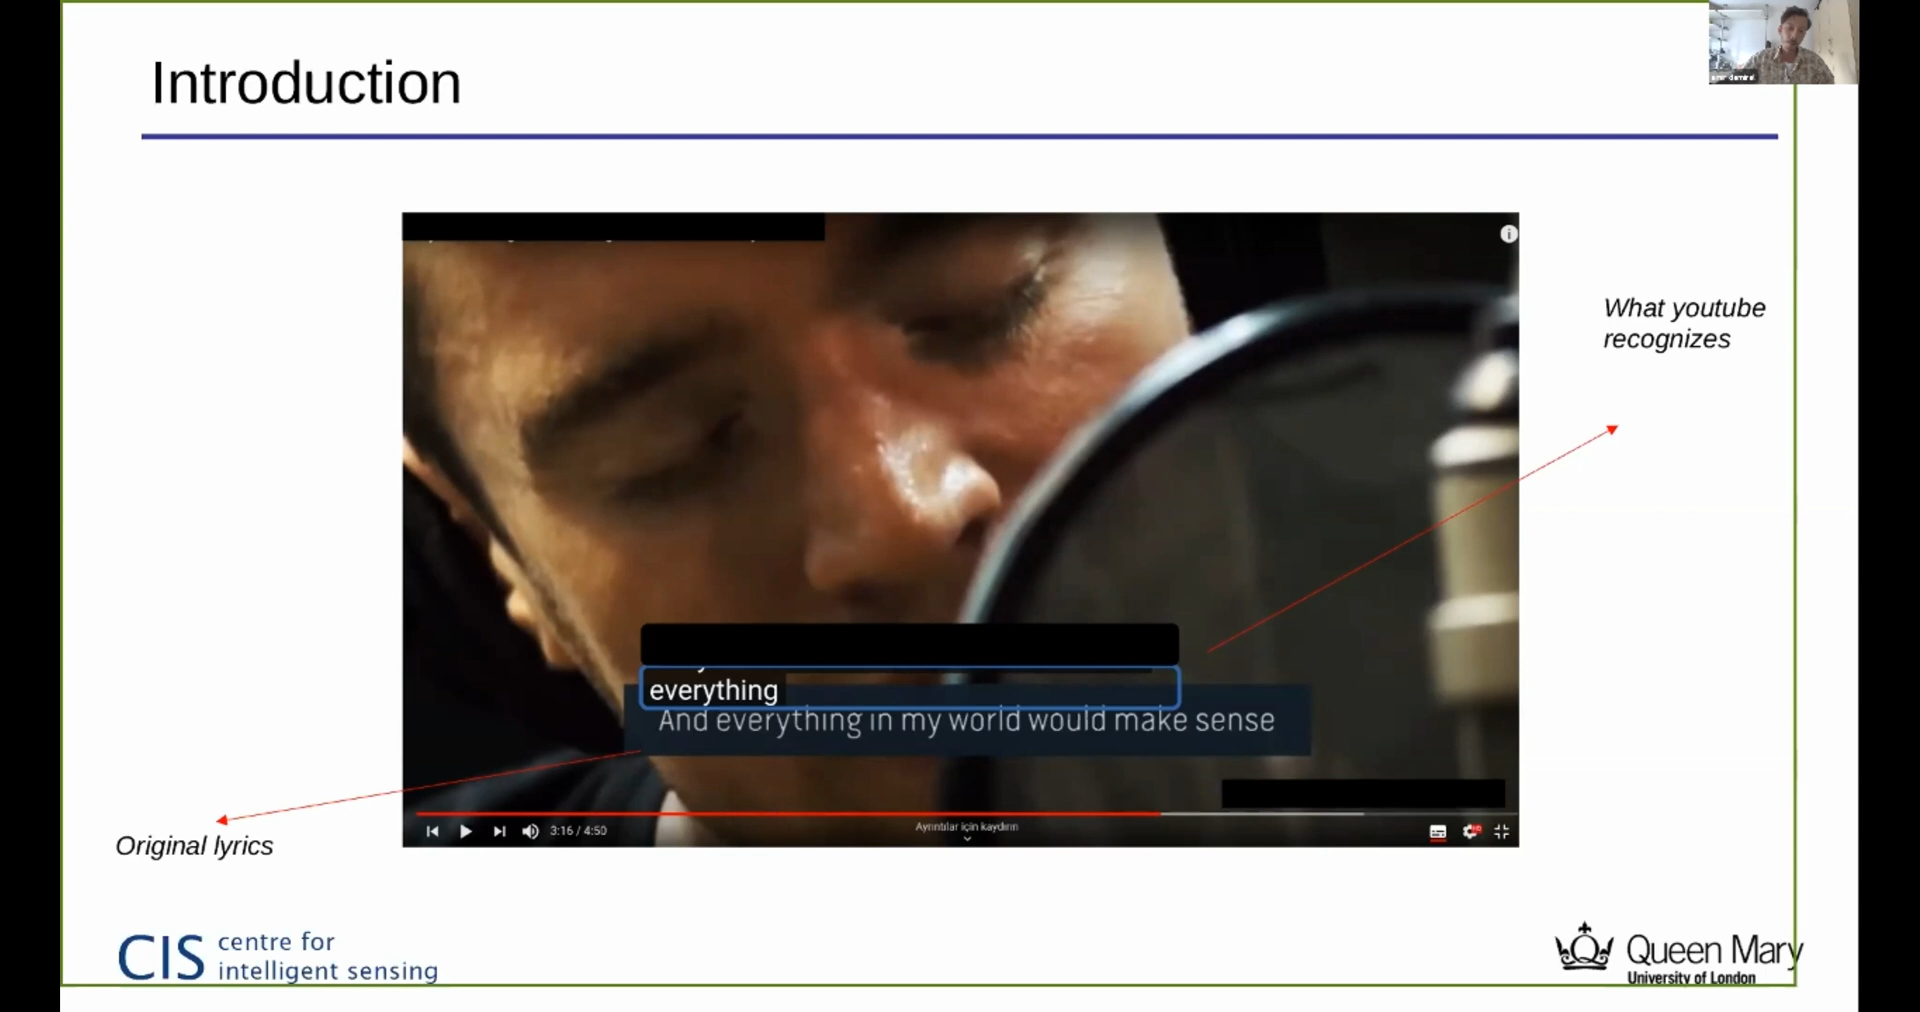 Introduction
What youtube
recognizes
everything
And everything in my world would make sense
3:16 / 4:50
Ayrıntılar için kaydırın
Original lyrics
CIS centre for
intelligent sensing
Queen Mary
University of London